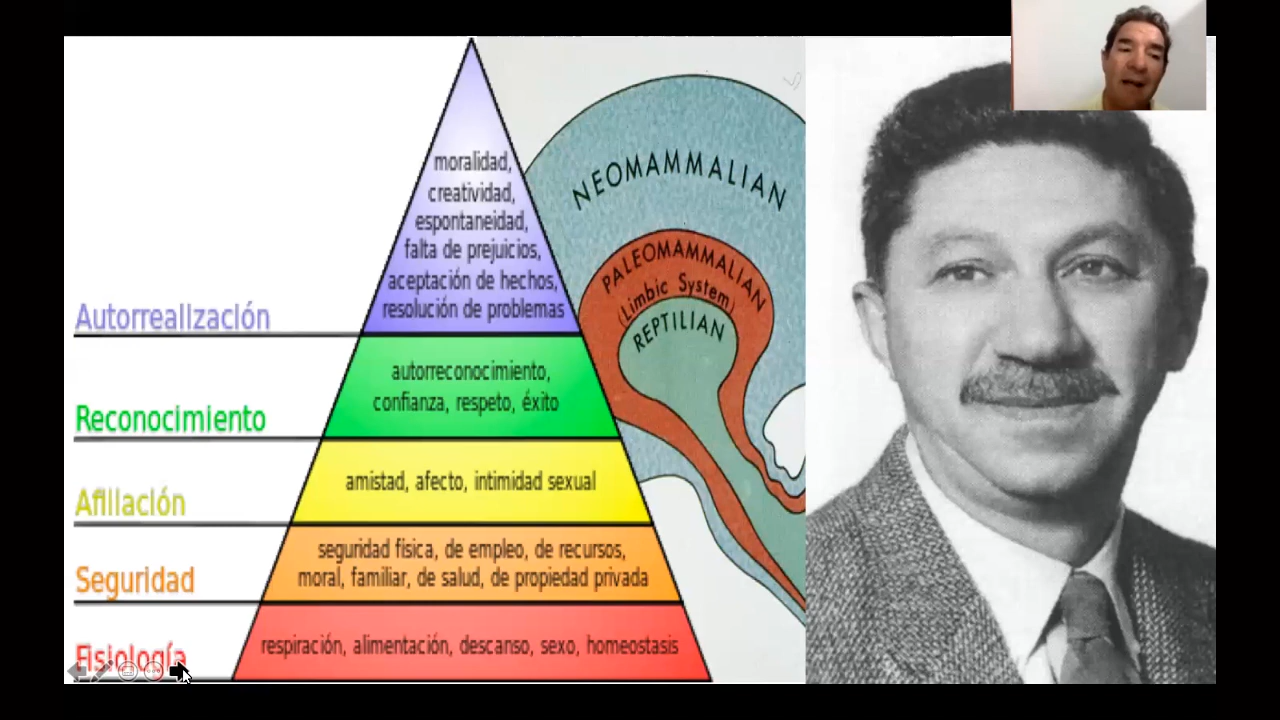 moralidad,
creatividad,
espontaneidad,
falta de prejuicios,
aceptación de hechos,
resolución de problemas
Autorrealización
autorreconocimiento,
confianza, respeto, éxito
Reconocimiento
amistad, afecto, intimidad sexual
Afiliación
seguridad física, de empleo, de recursos,
moral, familiar, de salud, de propiedad privada
Seguridad
respiración, alimentación, descanso, sexo, homeostasis
Fisiología
NEOMAMMALIAN
PALEOMAMMALIAN
(Limbic System)
REPTILIAN